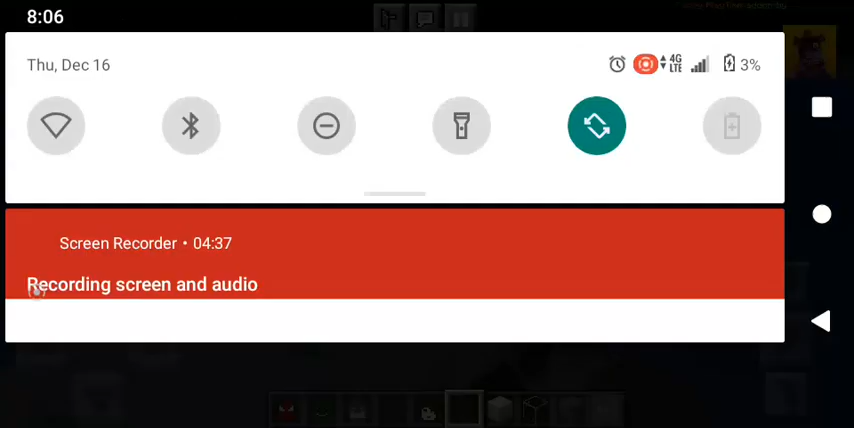 8:06
Thu, Dec 16
4G
LTE
3%
Screen Recorder • 04:37
Recording screen and audio